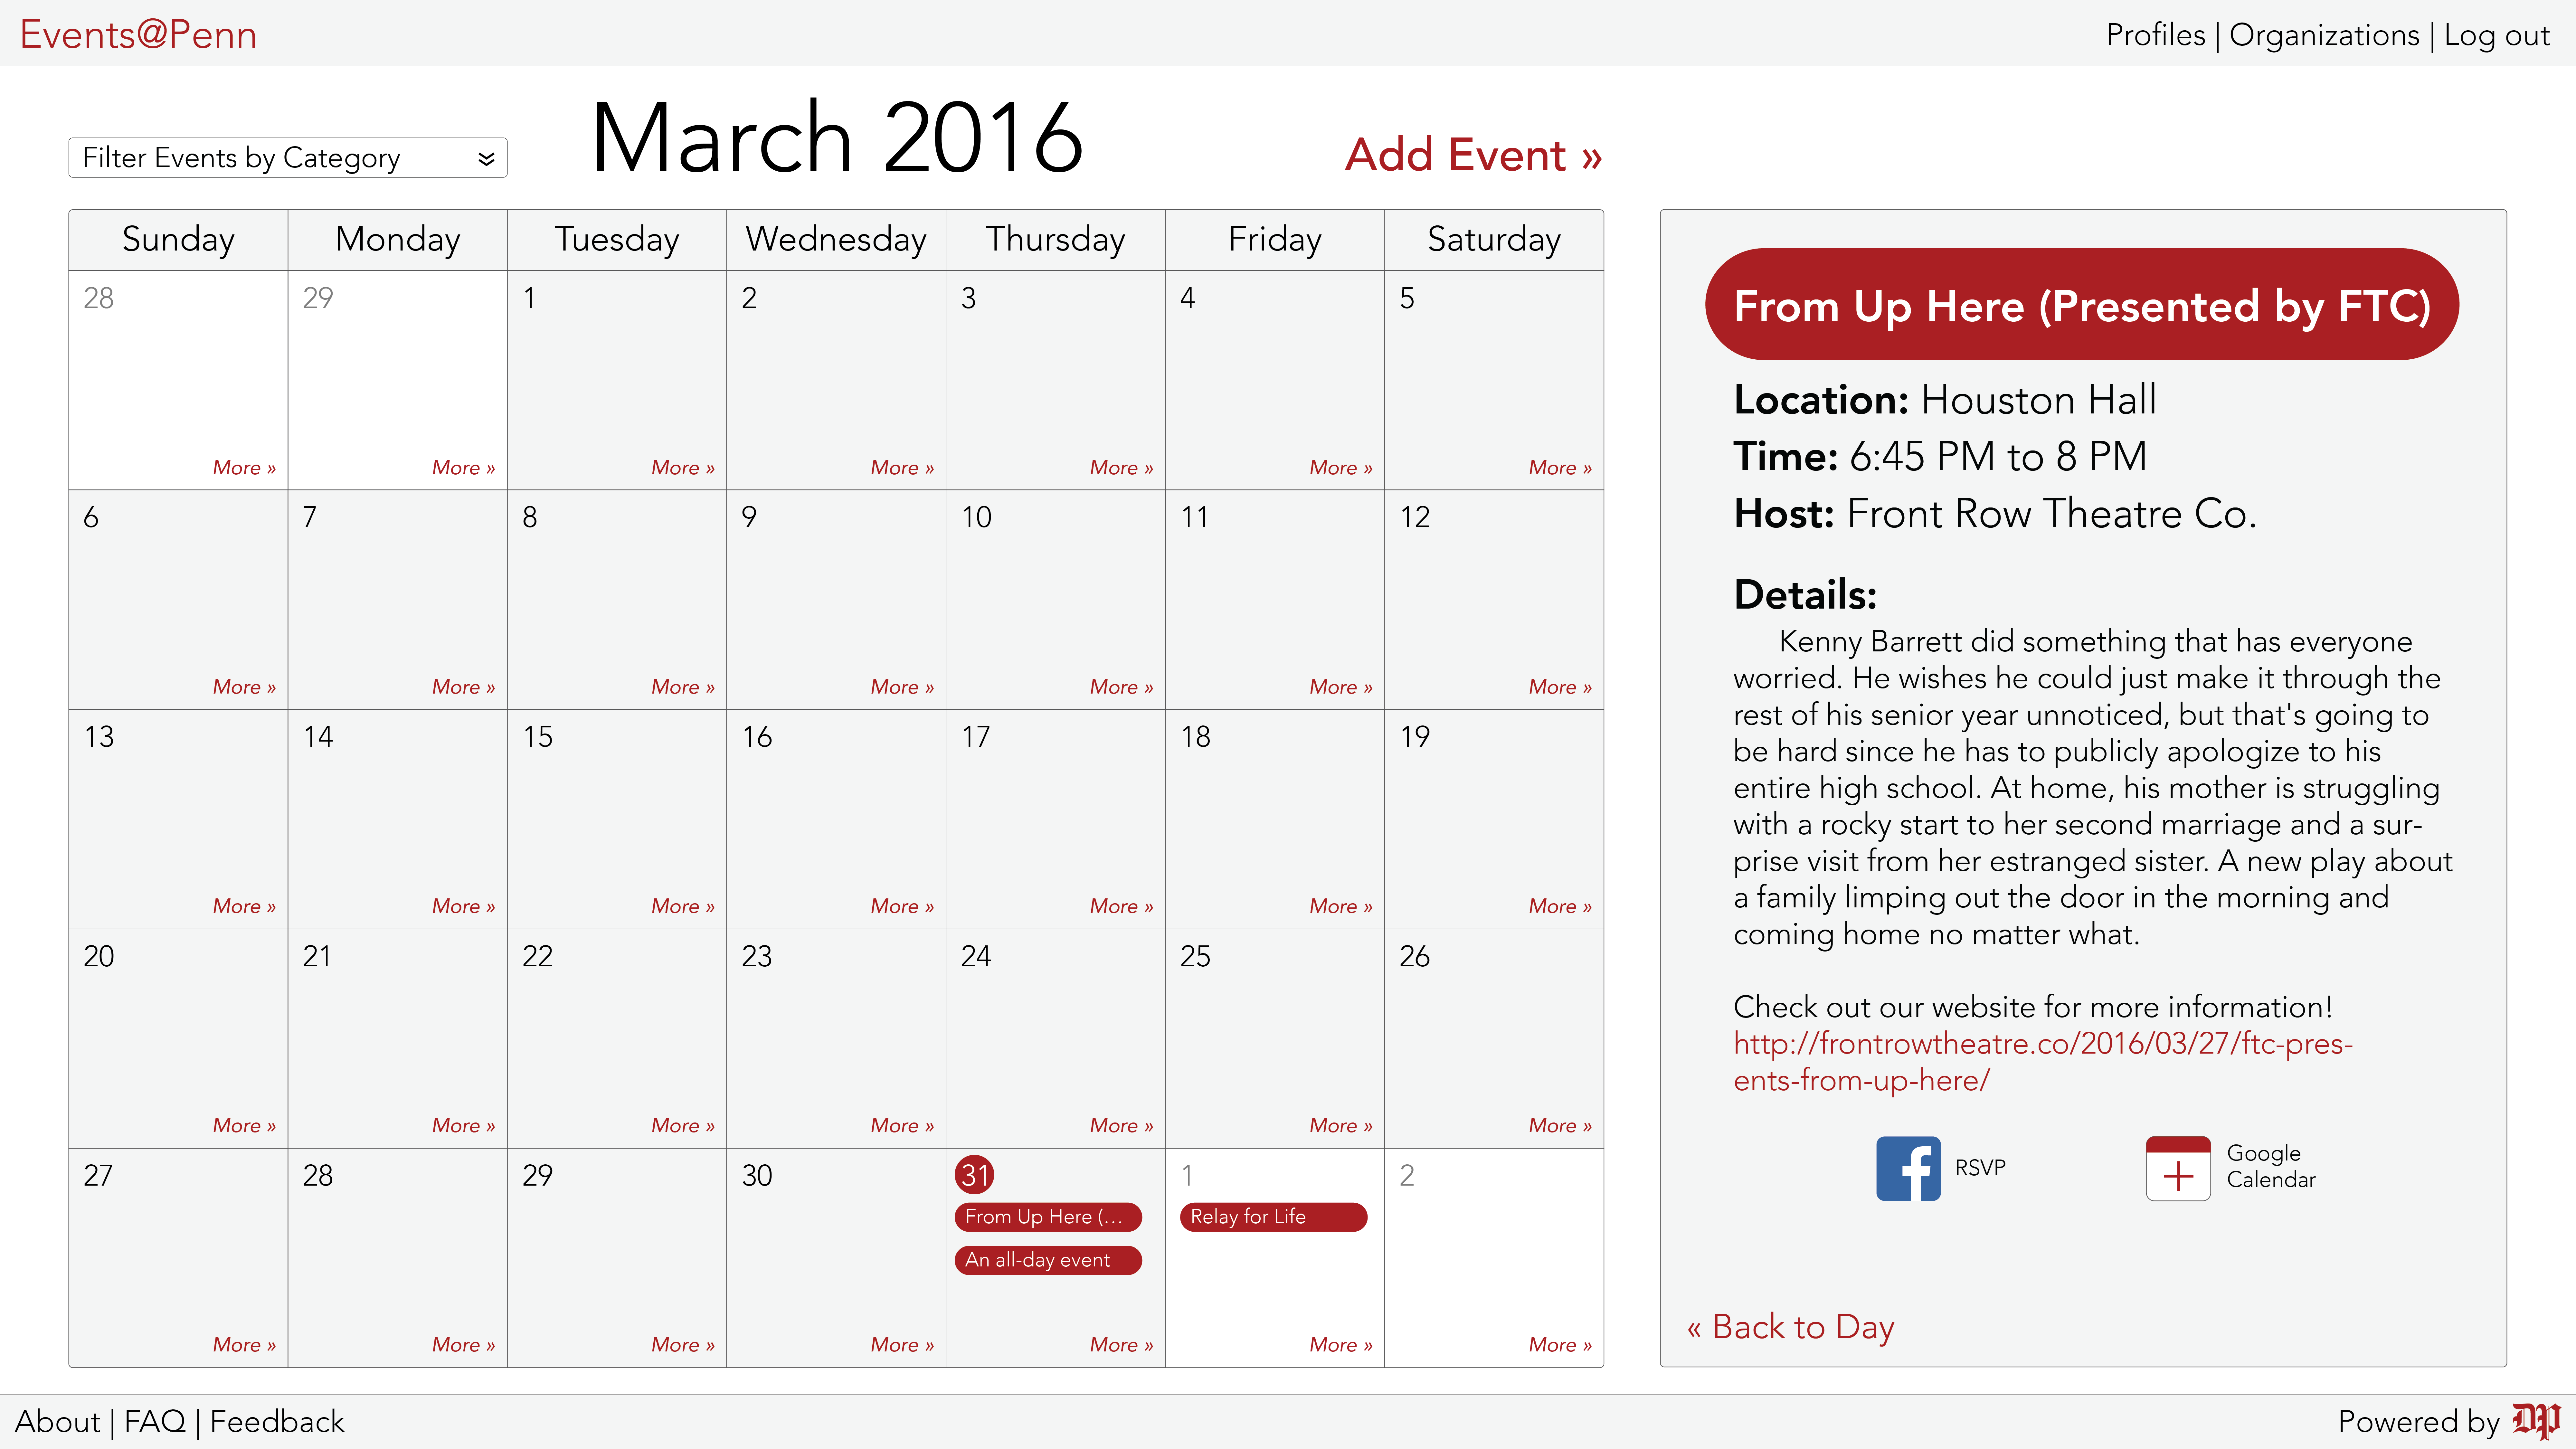 Events@Penn
Profiles | Organizations | Log out
Filter Events by Category
March 2016
Add Event »
Sunday Monday Tuesday Wednesday Thursday Friday Saturday
28 29 1 2 3 4 5
More » More » More » More » More » More » More »
6 7 8 9 10 11 12
More » More » More » More » More » More » More »
13 14 15 16 17 18 19
More » More » More » More » More » More » More »
20 21 22 23 24 25 26
More » More » More » More » More » More » More »
27 28 29 30 31 1 2
From Up Here (... Relay for Life
An all-day event
More » More » More » More » More » More » More »
From Up Here (Presented by FTC)
Location: Houston Hall
Time: 6:45 PM to 8 PM
Host: Front Row Theatre Co.
Details:
Kenny Barrett did something that has everyone
worried. He wishes he could just make it through the
rest of his senior year unnoticed, but that's going to
be hard since he has to publicly apologize to his
entire high school. At home, his mother is struggling
with a rocky start to her second marriage and a sur-
prise visit from her estranged sister. A new play about
a family limping out the door in the morning and
coming home no matter what.
Check out our website for more information!
http://frontrowtheatre.co/2016/03/27/ftc-pres-
ents-from-up-here/
f RSVP
Google
Calendar
« Back to Day
About | FAQ | Feedback
Powered by DP